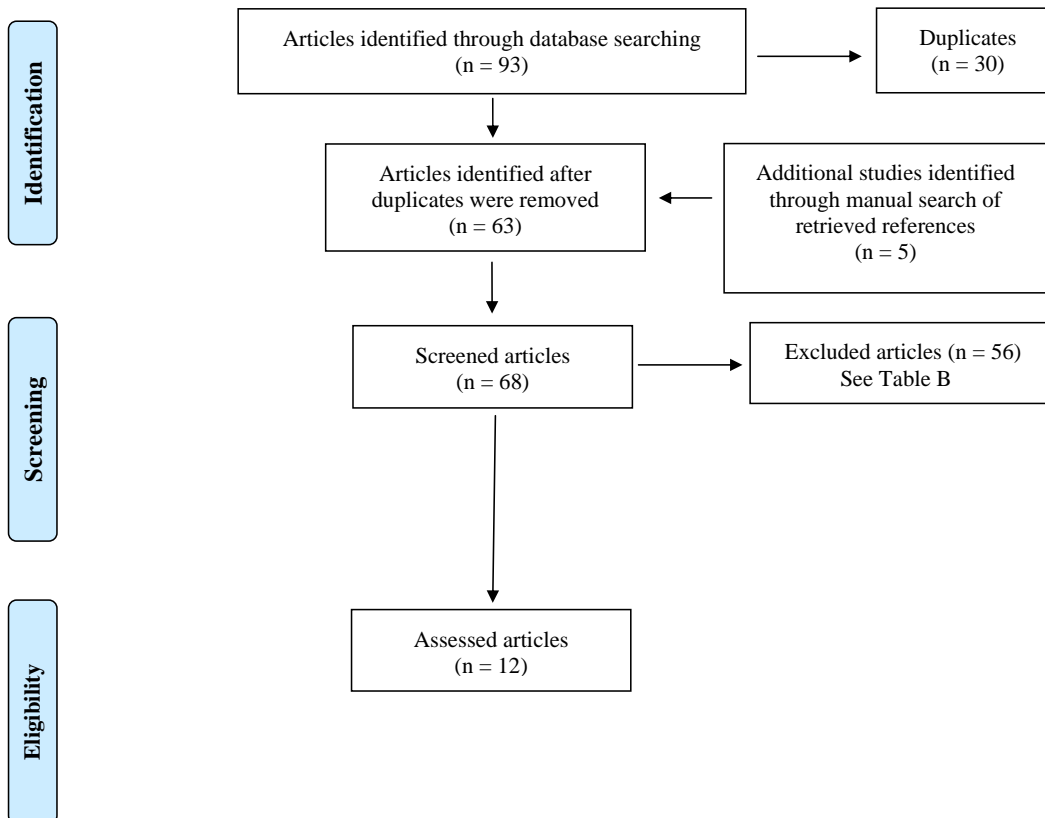 Identification
Articles identified through database searching
(n = 93)
Duplicates
(n = 30)
Articles identified after
duplicates were removed
(n = 63)
Additional studies identified
through manual search of
retrieved references
(n = 5)
Screening
Screened articles
(n = 68)
Excluded articles (n = 56)
See Table B
Eligibility
Assessed articles
(n = 12)